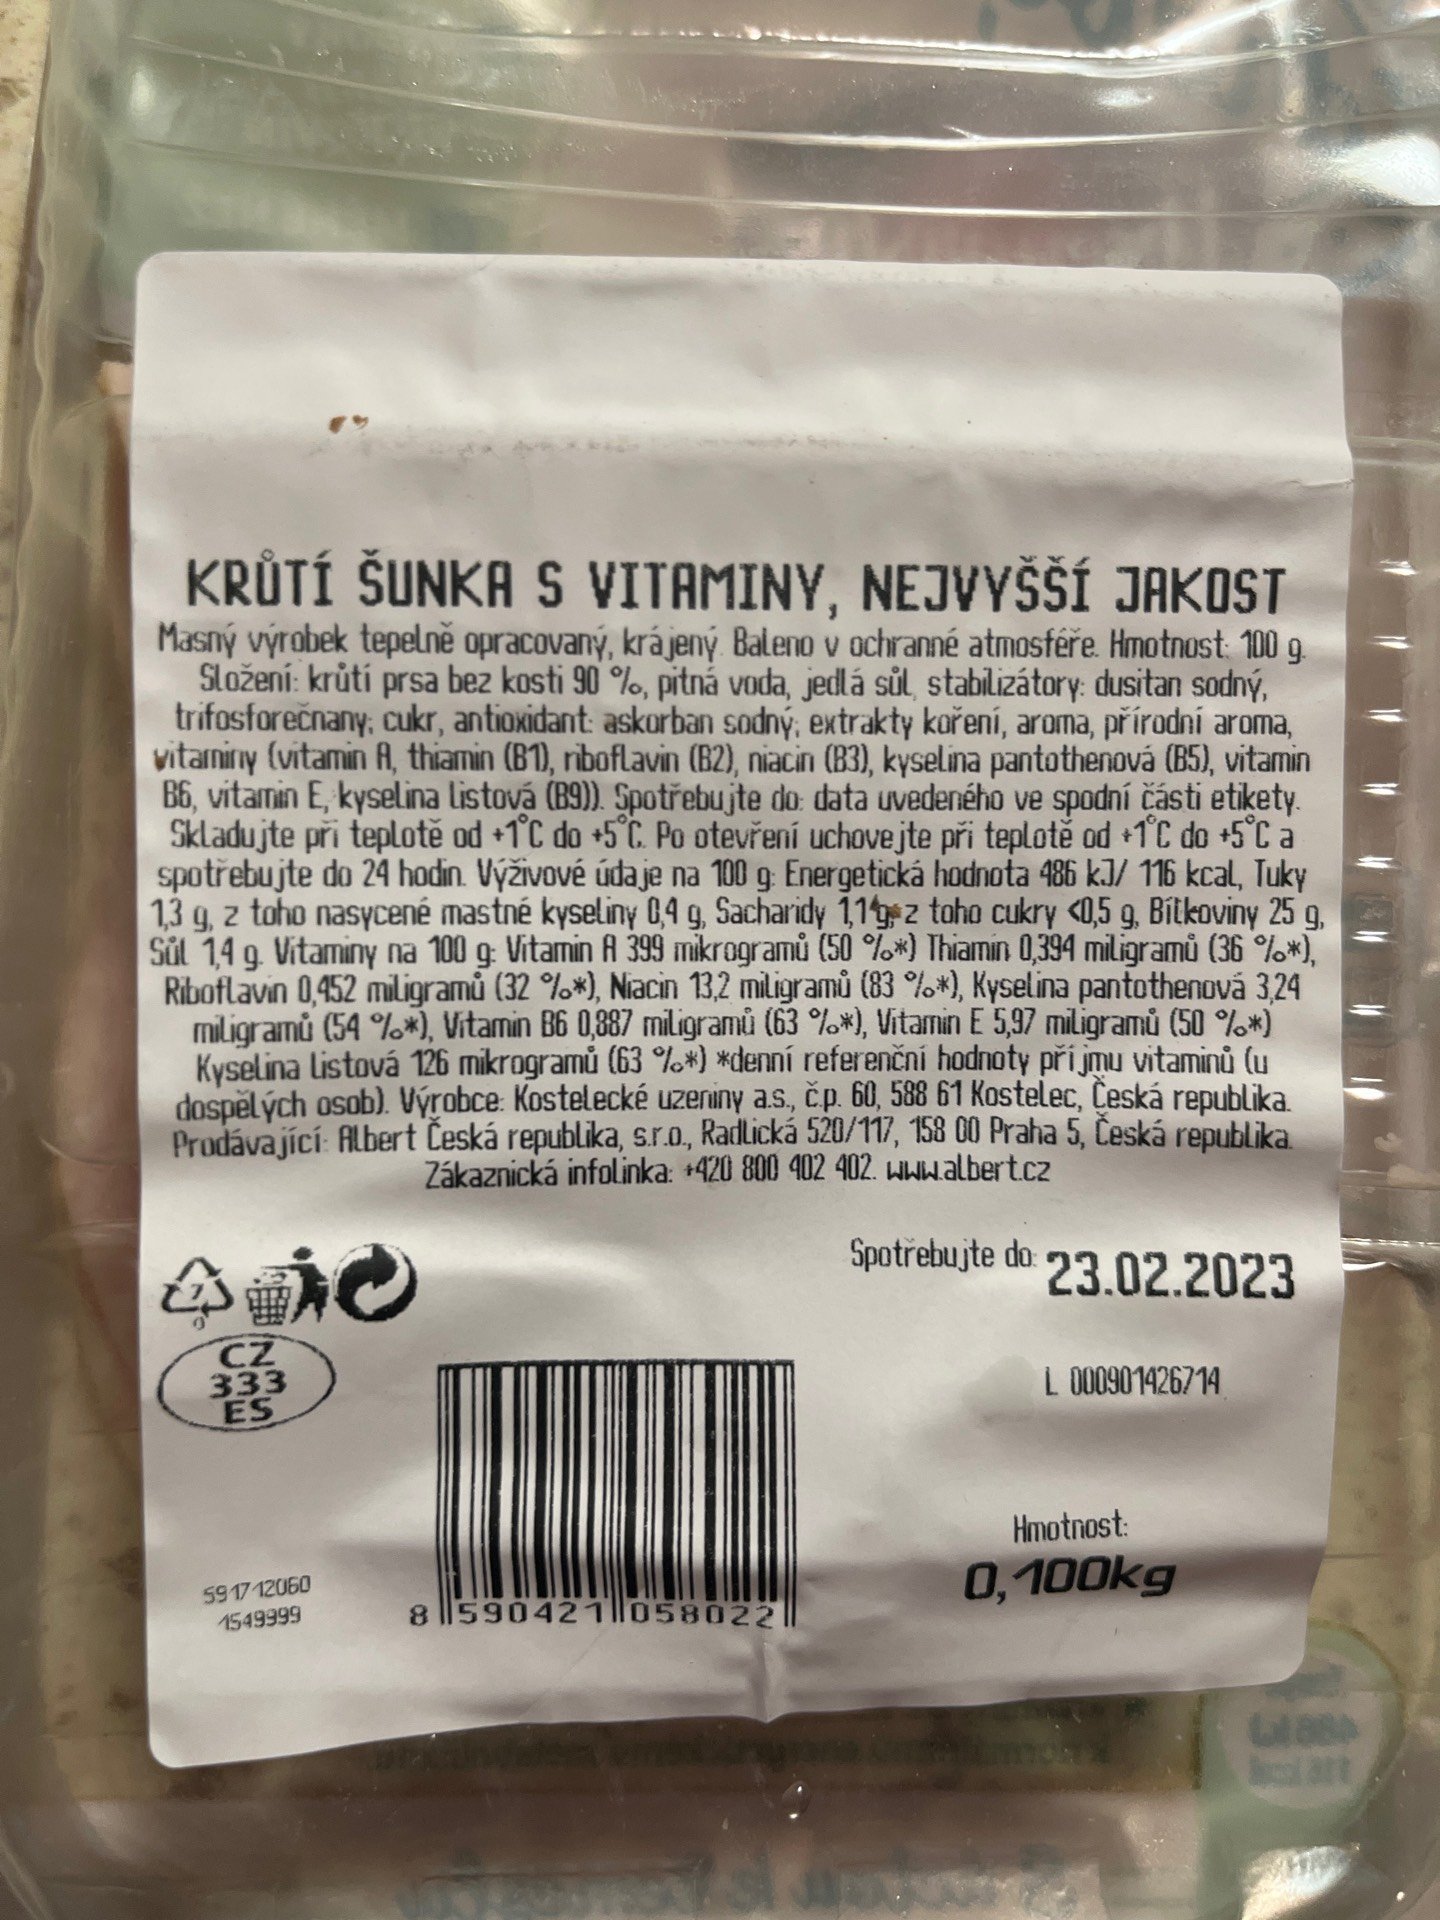 KRŮTÍ ŠUNKA S VITAMINY, NEJVYŠŠÍ JAKOST
Masný výrobek tepelně opracovaný, krájený. Baleno v ochranné atmosféře. Hmotnost: 100 g.
Složení: krůtí prsa bez kosti 90 %, pitná voda, jedlá sůl, stabilizátory: dusitan sodný,
trifosforečnany; cukr, antioxidant: askorban sodný; extrakty koření, aroma, přírodní aroma,
vitaminy (vitamin A, thiamin (B1), riboflavin (B2), niacin (B3), kyselina pantothenová (B5), vitamin
B6, vitamin E, kyselina listová (B9)). Spotřebujte do: data uvedeného ve spodní části etikety.
Skladujte při teplotě od +1°C do +5°C. Po otevření uchovejte při teplotě od +1°C do +5°C a
spotřebujte do 24 hodin. Výživové údaje na 100 g: Energetická hodnota 486 kJ/ 116 kcal, Tuky
1,3 g, z toho nasycené mastné kyseliny 0,4 g, Sacharidy 1,1 g, z toho cukry <0,5 g, Bílkoviny 25 g,
Sůl 1,4 g. Vitaminy na 100 g: Vitamin A 399 mikrogramů (50 %*) Thiamin 0,394 miligramů (36 %*),
Riboflavin 0,452 miligramů (32 %*), Niacin 13,2 miligramů (83 %*), Kyselina pantothenová 3,24
miligramů (54 %*), Vitamin B6 0,887 miligramů (63 %*), Vitamin E 5,97 miligramů (50 %*)
Kyselina listová 126 mikrogramů (63 %*) *denní referenční hodnoty příjmu vitaminů (u
dospělých osob). Výrobce: Kostelecké uzeniny a.s., č.p. 60, 588 61 Kostelec, Česká republika.
Prodávající: Albert Česká republika, s.r.o., Radlická 520/117, 158 00 Praha 5, Česká republika.
Zákaznická infolinka: +420 800 402 402. www.albert.cz
Spotřebujte do: 23.02.2023
7
CZ
333
ES
L 000901426714
Hmotnost:
0,100kg
591712060
1549999
8 590421 058022